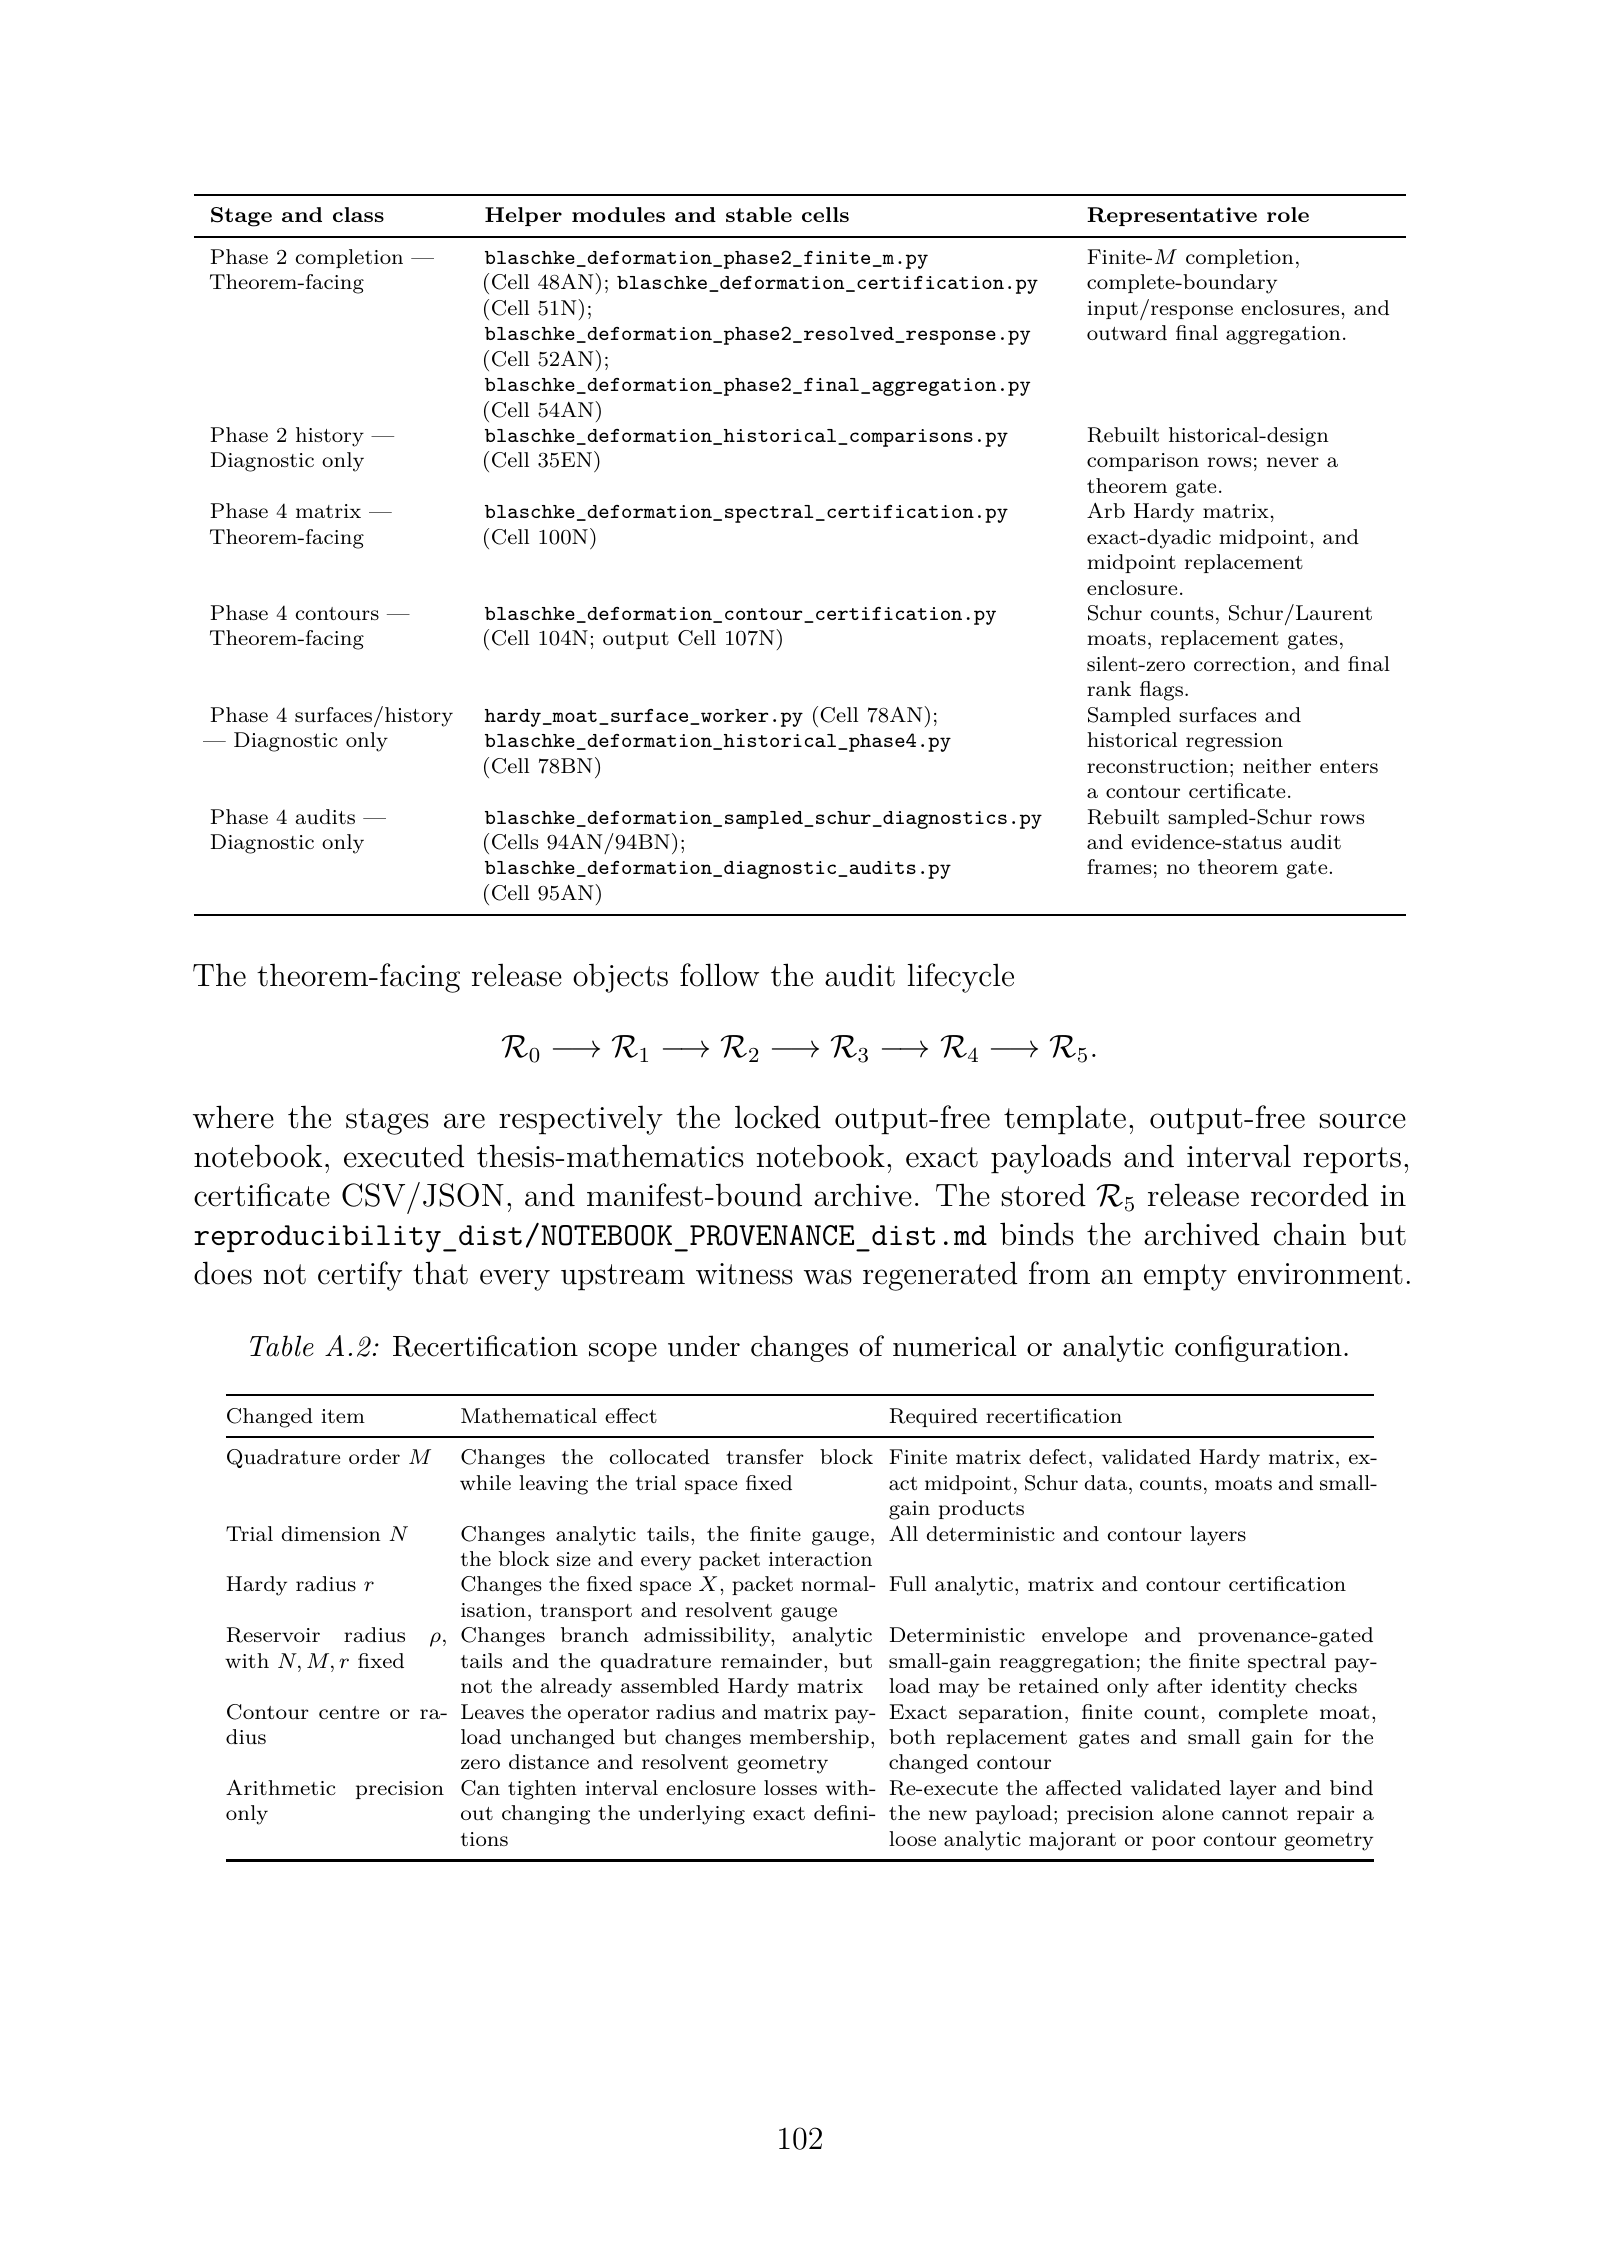 Stage and class Helper modules and stable cells Representative role
Phase 2 completion — blaschke_deformation_phase2_finite_m.py Finite-M completion,
Theorem-facing (Cell 48AN); blaschke_deformation_certification.py complete-boundary
(Cell 51N); input/response enclosures, and
blaschke_deformation_phase2_resolved_response.py outward final aggregation.
(Cell 52AN);
blaschke_deformation_phase2_final_aggregation.py
(Cell 54AN)
Phase 2 history — blaschke_deformation_historical_comparisons.py Rebuilt historical-design
Diagnostic only (Cell 35EN) comparison rows; never a
theorem gate.
Phase 4 matrix — blaschke_deformation_spectral_certification.py Arb Hardy matrix,
Theorem-facing (Cell 100N) exact-dyadic midpoint, and
midpoint replacement
enclosure.
Phase 4 contours — blaschke_deformation_contour_certification.py Schur counts, Schur/Laurent
Theorem-facing (Cell 104N; output Cell 107N) moats, replacement gates,
silent-zero correction, and final
rank flags.
Phase 4 surfaces/history hardy_moat_surface_worker.py (Cell 78AN); Sampled surfaces and
— Diagnostic only blaschke_deformation_historical_phase4.py historical regression
(Cell 78BN) reconstruction; neither enters
a contour certificate.
Phase 4 audits — blaschke_deformation_sampled_schur_diagnostics.py Rebuilt sampled-Schur rows
Diagnostic only (Cells 94AN/94BN); and evidence-status audit
blaschke_deformation_diagnostic_audits.py frames; no theorem gate.
(Cell 95AN)
The theorem-facing release objects follow the audit lifecycle
ℛ₀ ⟶ ℛ₁ ⟶ ℛ₂ ⟶ ℛ₃ ⟶ ℛ₄ ⟶ ℛ₅.
where the stages are respectively the locked output-free template, output-free source
notebook, executed thesis-mathematics notebook, exact payloads and interval reports,
certificate CSV/JSON, and manifest-bound archive. The stored ℛ₅ release recorded in
reproducibility_dist/NOTEBOOK_PROVENANCE_dist.md binds the archived chain but
does not certify that every upstream witness was regenerated from an empty environment.
Table A.2: Recertification scope under changes of numerical or analytic configuration.
Changed item Mathematical effect Required recertification
Quadrature order M Changes the collocated transfer block Finite matrix defect, validated Hardy matrix, ex-
while leaving the trial space fixed act midpoint, Schur data, counts, moats and small-
gain products
Trial dimension N Changes analytic tails, the finite gauge, All deterministic and contour layers
the block size and every packet interaction
Hardy radius r Changes the fixed space X, packet normal- Full analytic, matrix and contour certification
isation, transport and resolvent gauge
Reservoir radius ρ, Changes branch admissibility, analytic Deterministic envelope and provenance-gated
with N, M, r fixed tails and the quadrature remainder, but small-gain reaggregation; the finite spectral pay-
not the already assembled Hardy matrix load may be retained only after identity checks
Contour centre or ra- Leaves the operator radius and matrix pay- Exact separation, finite count, complete moat,
dius load unchanged but changes membership, both replacement gates and small gain for the
zero distance and resolvent geometry changed contour
Arithmetic precision Can tighten interval enclosure losses with- Re-execute the affected validated layer and bind
only out changing the underlying exact defini- the new payload; precision alone cannot repair a
tions loose analytic majorant or poor contour geometry
102